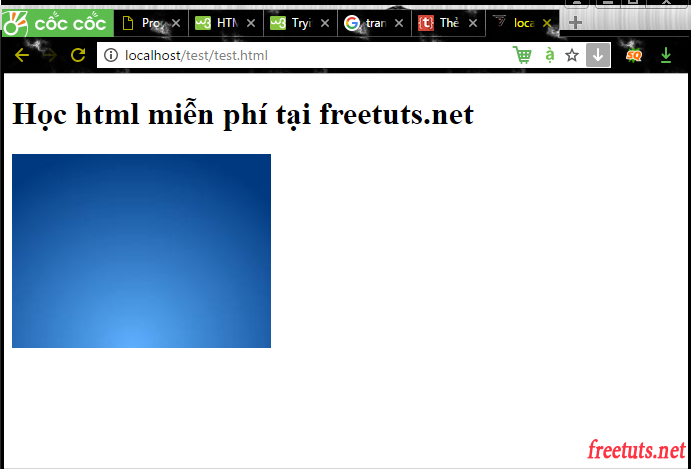 cốc cốc
Pro
HTM
Tryi
tran
Thẻ
loca
localhost/test/test.html
Học html miễn phí tại freetuts.net
freetuts.net